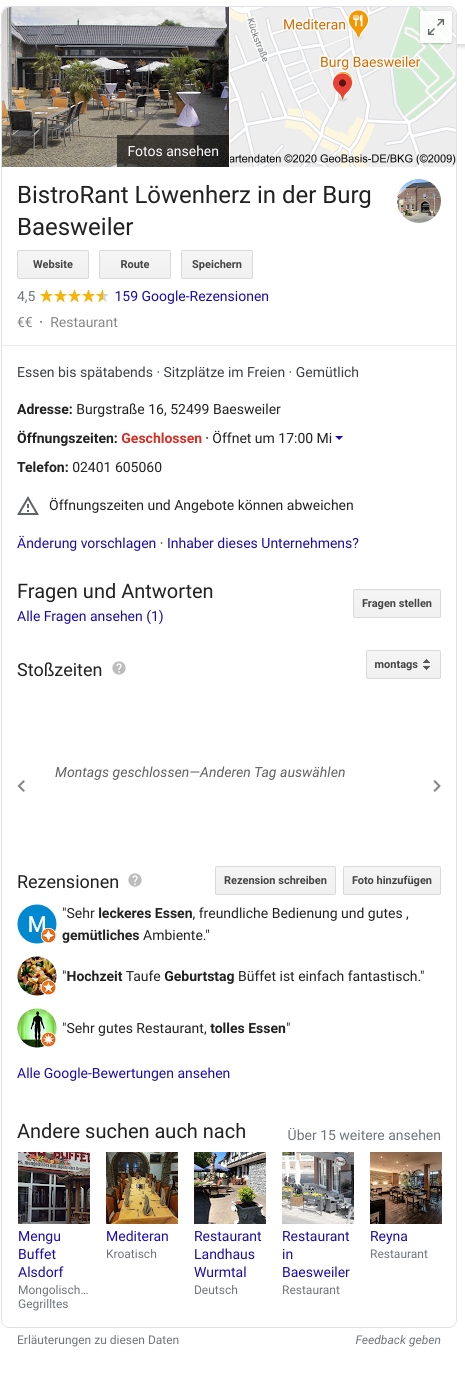 Fotos ansehen
Kückstraße
Mediteran
Burg Baesweiler
artendaten ©2020 GeoBasis-DE/BKG (©2009)
BistroRant Löwenherz in der Burg
Baesweiler
Website
Route
Speichern
4,5 159 Google-Rezensionen
€€ · Restaurant
Essen bis spätabends · Sitzplätze im Freien · Gemütlich
Adresse: Burgstraße 16, 52499 Baesweiler
Öffnungszeiten: Geschlossen · Öffnet um 17:00 Mi
Telefon: 02401 605060
Öffnungszeiten und Angebote können abweichen
Änderung vorschlagen · Inhaber dieses Unternehmens?
Fragen und Antworten
Alle Fragen ansehen (1)
Fragen stellen
Stoßzeiten ?
montags
Montags geschlossen—Anderen Tag auswählen
Rezensionen ?
Rezension schreiben
Foto hinzufügen
M
"Sehr leckeres Essen, freundliche Bedienung und gutes ,
gemütliches Ambiente."
"Hochzeit Taufe Geburtstag Büffet ist einfach fantastisch."
"Sehr gutes Restaurant, tolles Essen"
Alle Google-Bewertungen ansehen
Andere suchen auch nach
Über 15 weitere ansehen
BUFFET
Mengu
Buffet
Alsdorf
Mongolisch...
Gegrilltes
Mediteran
Kroatisch
Restaurant
Landhaus
Wurmtal
Deutsch
Restaurant
in
Baesweiler
Restaurant
Reyna
Restaurant
Erläuterungen zu diesen Daten
Feedback geben